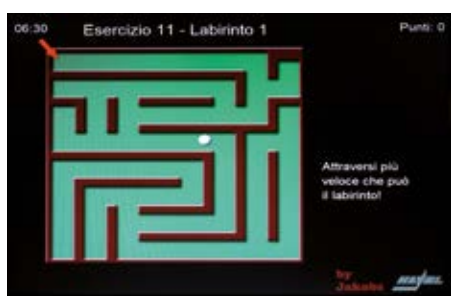 06:30
Esercizio 11 - Labirinto 1
Punti: 0
Attraversi più
veloce che può
il labirinto!
by
Jakobs